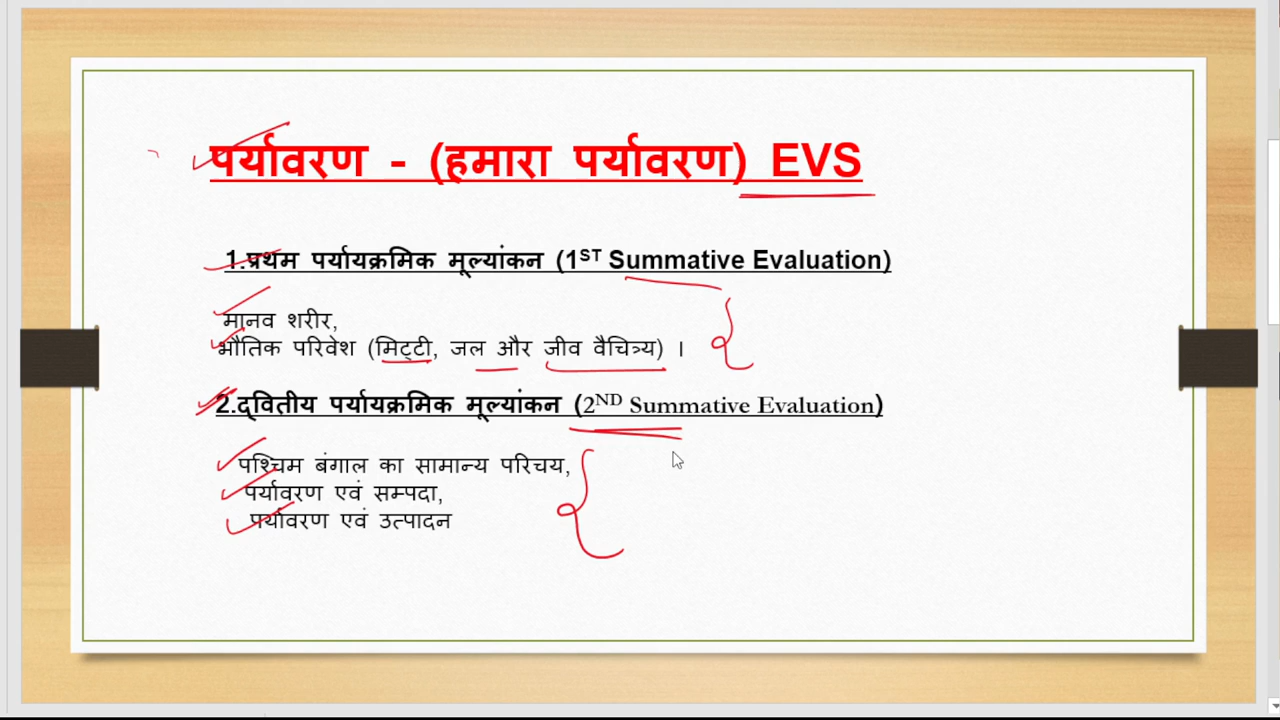 पर्यावरण - (हमारा पर्यावरण) EVS
1.प्रथम पर्यायक्रमिक मूल्यांकन (1ST Summative Evaluation)
मानव शरीर,
भौतिक परिवेश (मिट्टी, जल और जीव वैचित्र्य) ।
2.द्वितीय पर्यायक्रमिक मूल्यांकन (2ND Summative Evaluation)
पश्चिम बंगाल का सामान्य परिचय,
पर्यावरण एवं सम्पदा,
पर्यावरण एवं उत्पादन